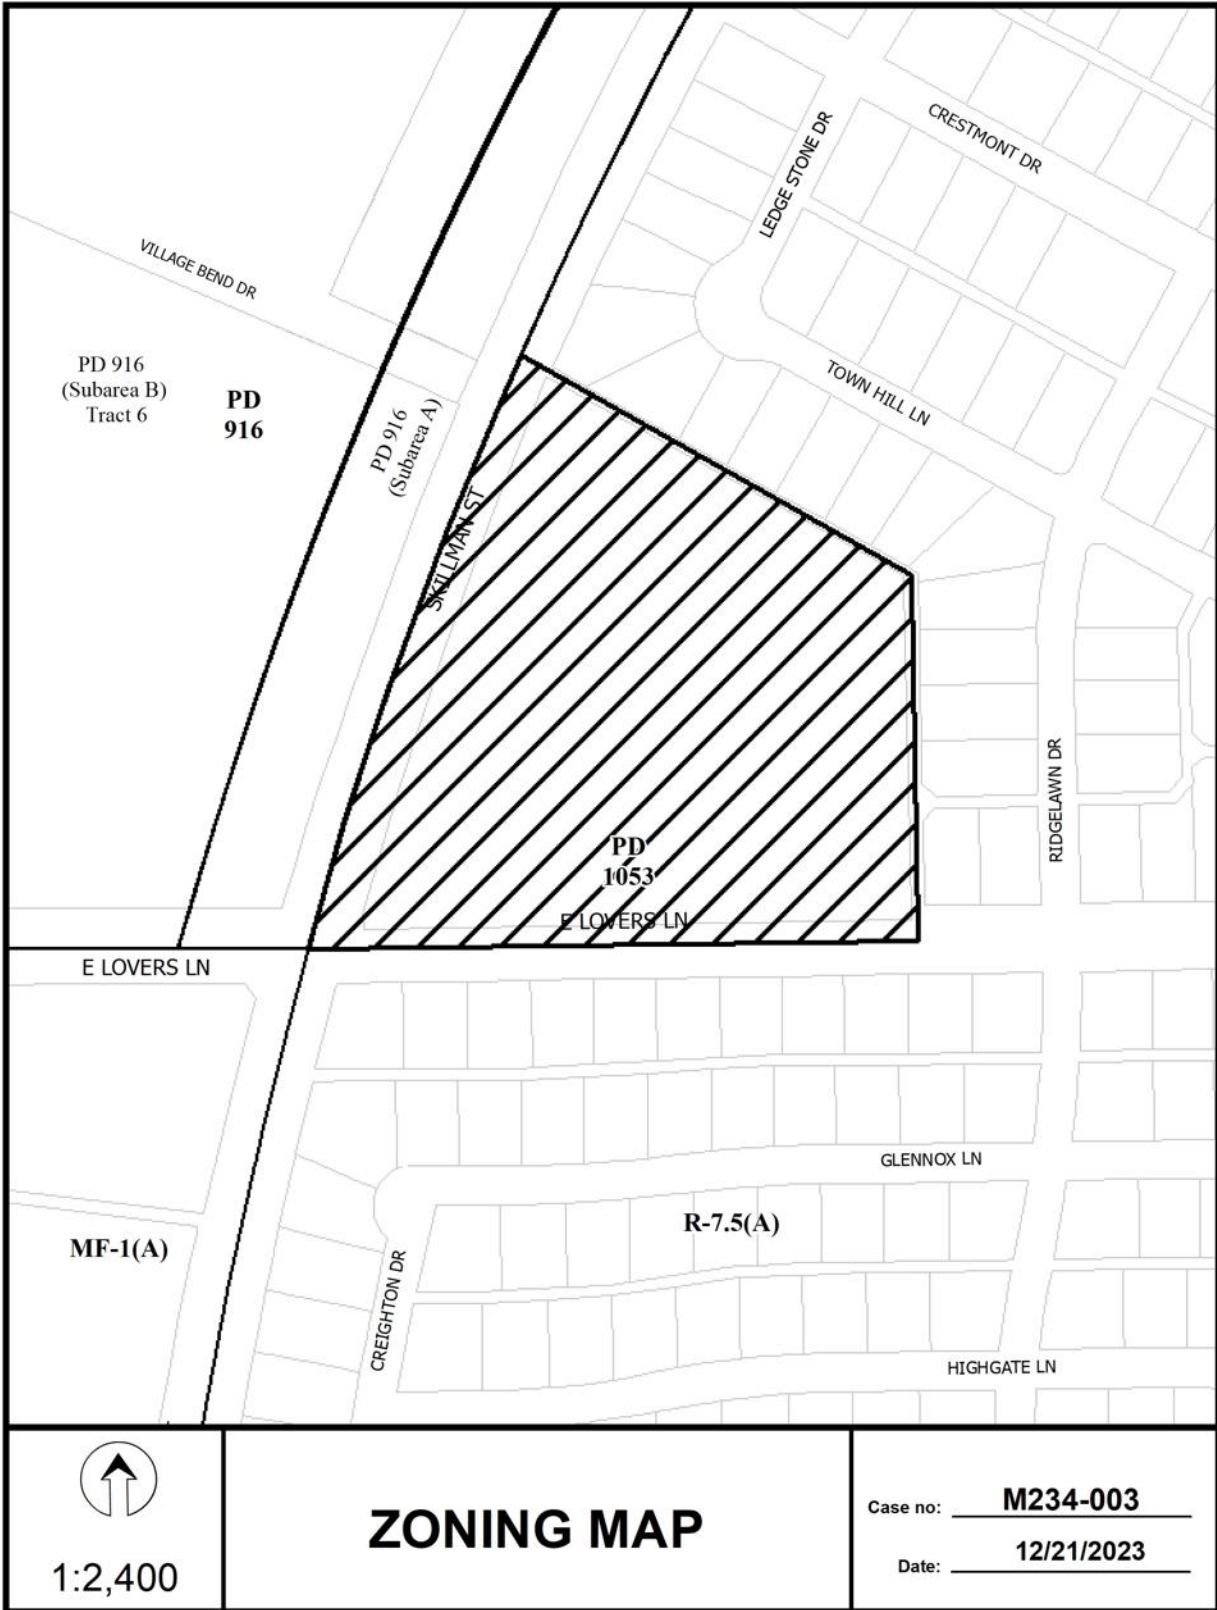 CRESTMONT DR
LEDGE STONE DR
VILLAGE BEND DR
PD 916
(Subarea B)
Tract 6
PD
916
PD 916
(Subarea A)
TOWN HILL LN
SKILLMAN ST
RIDGELAWN DR
PD
1053
E LOVERS LN
E LOVERS LN
GLENNOX LN
R-7.5(A)
MF-1(A)
CREIGHTON DR
HIGHGATE LN
1:2,400
ZONING MAP
Case no: M234-003
Date: 12/21/2023